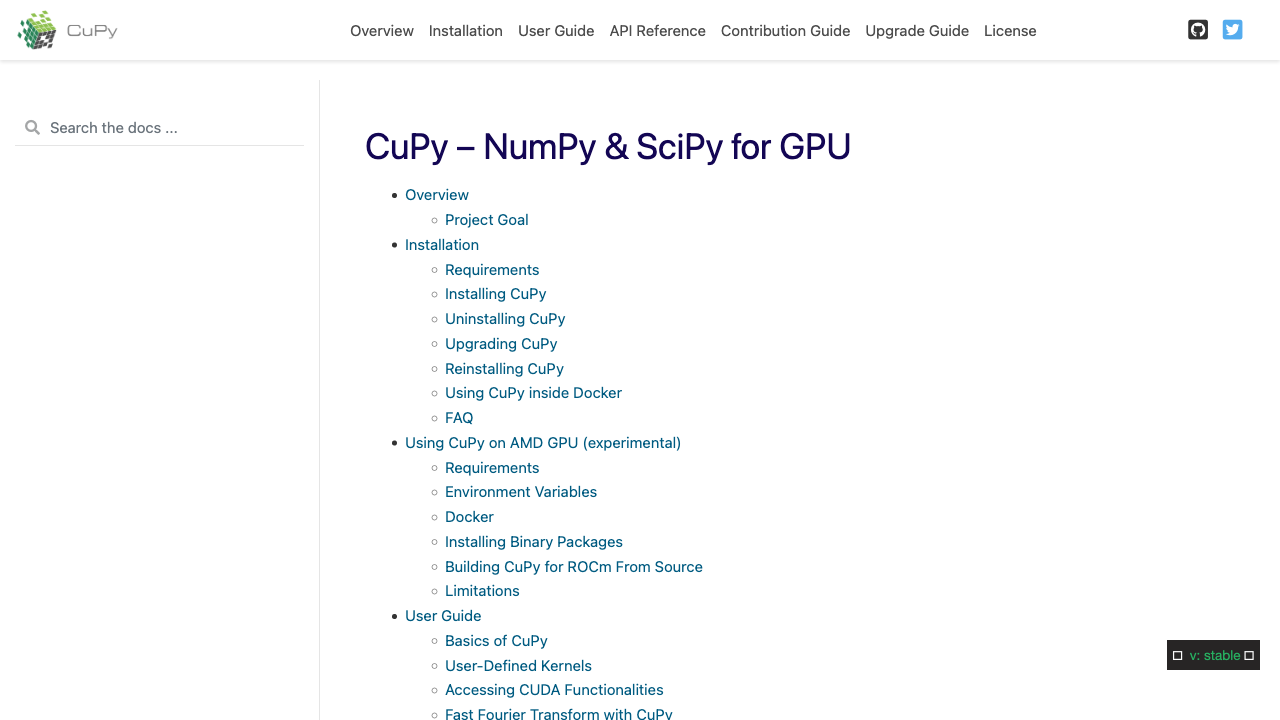 CuPy
Overview Installation User Guide API Reference Contribution Guide Upgrade Guide License
Search the docs ...
CuPy – NumPy & SciPy for GPU
Overview
Project Goal
Installation
Requirements
Installing CuPy
Uninstalling CuPy
Upgrading CuPy
Reinstalling CuPy
Using CuPy inside Docker
FAQ
Using CuPy on AMD GPU (experimental)
Requirements
Environment Variables
Docker
Installing Binary Packages
Building CuPy for ROCm From Source
Limitations
User Guide
Basics of CuPy
User-Defined Kernels
Accessing CUDA Functionalities
Fast Fourier Transform with CuPy
v: stable